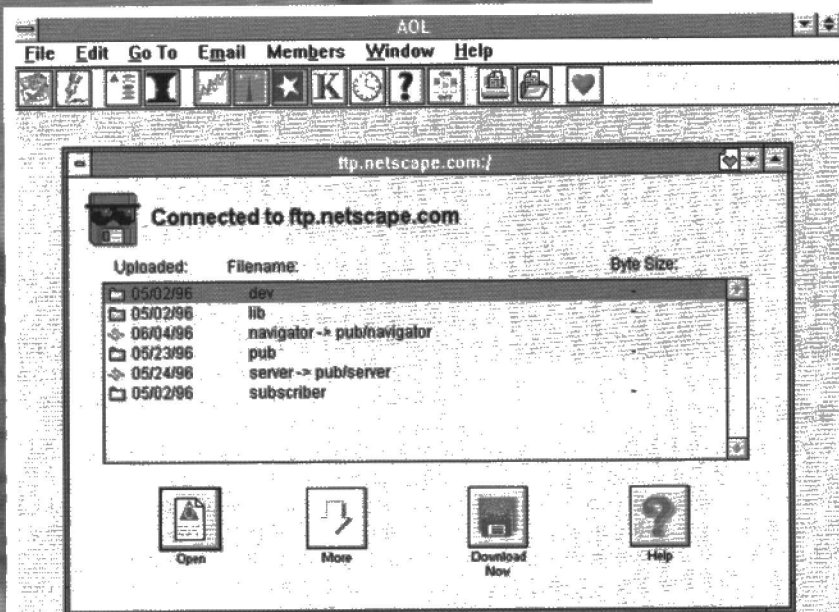 AOL
File Edit Go To Email Members Window Help
K ?
ftp.netscape.com:/
Connected to ftp.netscape.com
Uploaded: Filename: Byte Size:
05/02/96 dev -
05/02/96 lib -
06/04/96 navigator -> pub/navigator
05/23/96 pub -
05/24/96 server -> pub/server
05/02/96 subscriber -
Open More Download Now Help